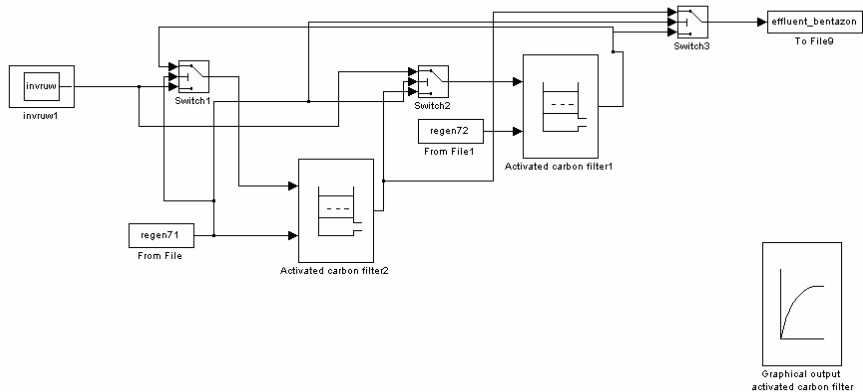 effluent_bentazon
To File9
Switch3
Switch1
invruw
invruw1
Switch2
regen72
From File1
Activated carbon filter1
regen71
From File
Activated carbon filter2
Graphical output
activated carbon filter